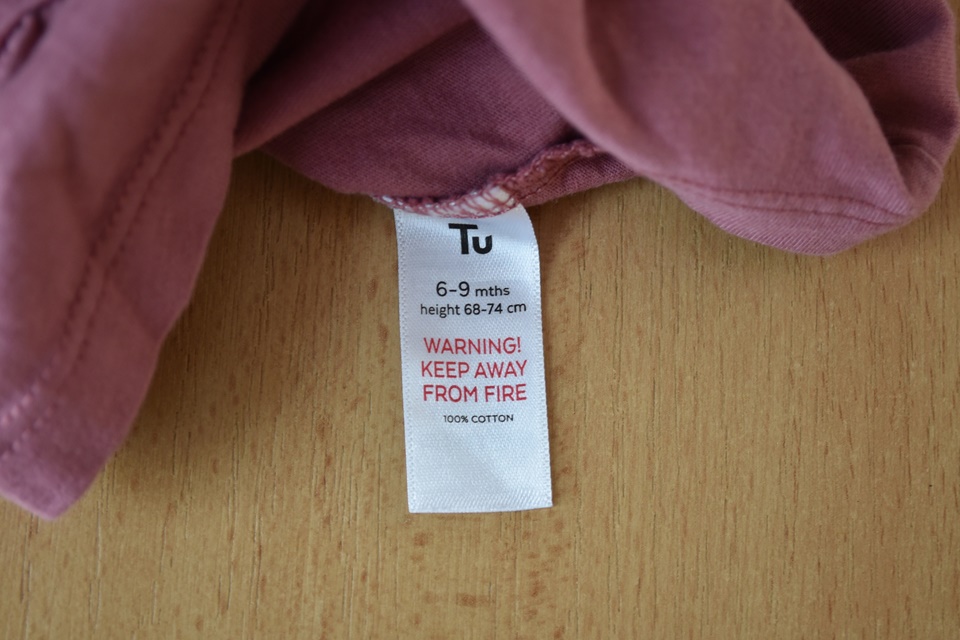 Tu
6-9 mths
height 68-74 cm
WARNING!
KEEP AWAY
FROM FIRE
100% COTTON